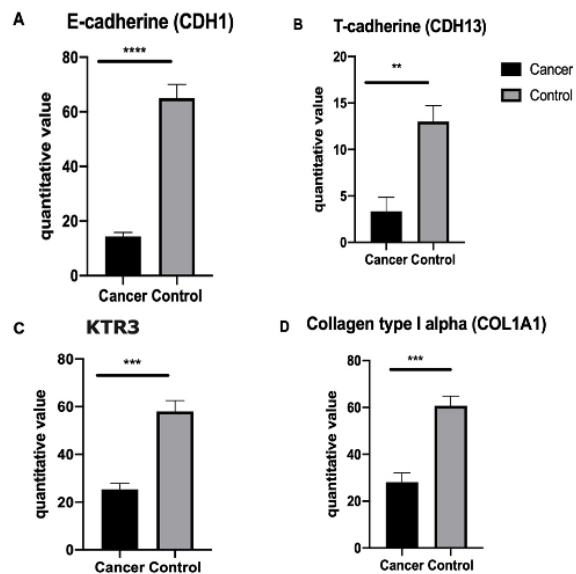 A
E-cadherine (CDH1)
quantitative value
80
60
40
20
0
****
Cancer Control
B
T-cadherine (CDH13)
quantitative value
20
15
10
5
0
**
Cancer Control
Cancer
Control
C
KTR3
quantitative value
80
60
40
20
0
***
Cancer Control
D
Collagen type I alpha (COL1A1)
quantitative value
80
60
40
20
0
***
Cancer Control